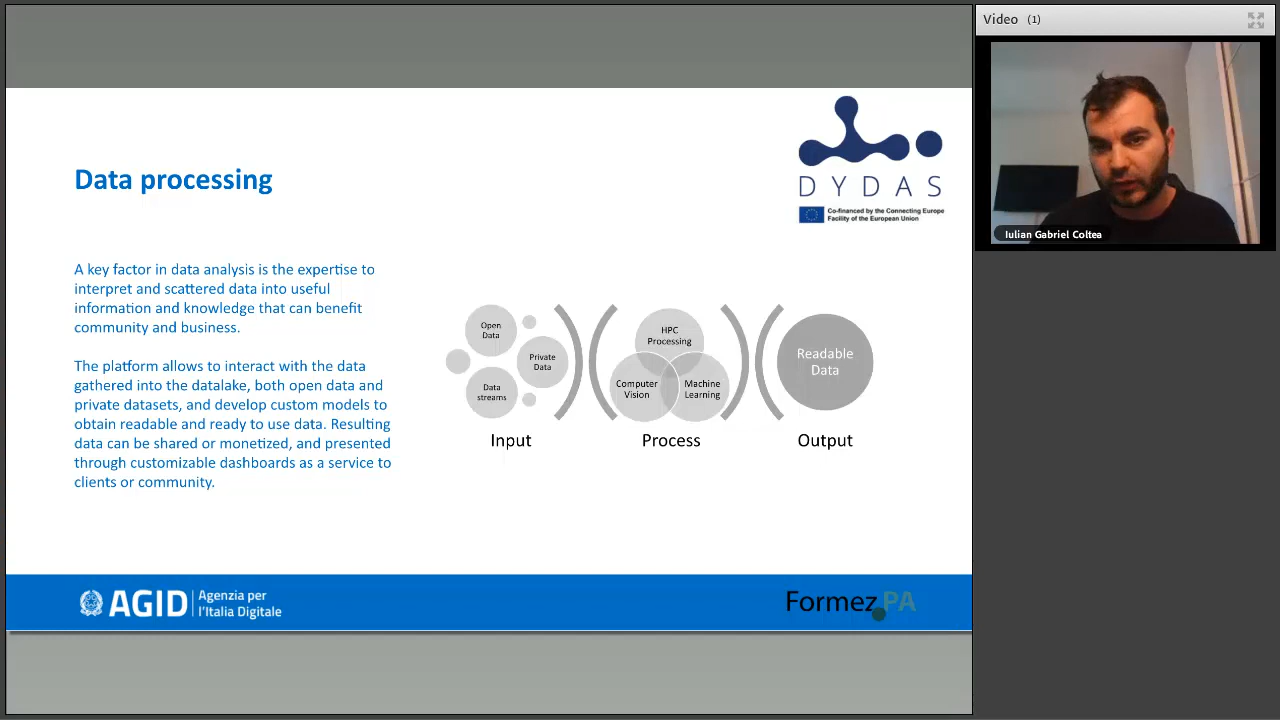 Video (1)
Iulian Gabriel Coltea
DYDAS
Co-financed by the Connecting Europe
Facility of the European Union
Data processing
A key factor in data analysis is the expertise to
interpret and scattered data into useful
information and knowledge that can benefit
community and business.
The platform allows to interact with the data
gathered into the datalake, both open data and
private datasets, and develop custom models to
obtain readable and ready to use data. Resulting
data can be shared or monetized, and presented
through customizable dashboards as a service to
clients or community.
Open
Data
Private
Data
Data
streams
Input
HPC
Processing
Computer
Vision
Machine
Learning
Process
Readable
Data
Output
AGID
Agenzia per
l'Italia Digitale
Formez PA